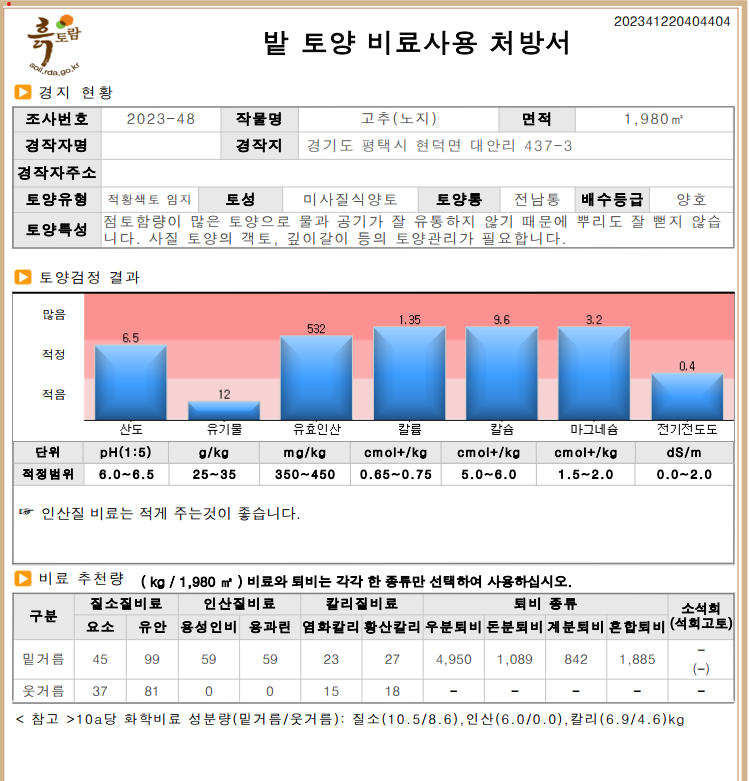 202341220404404
흙토람
soil.rda.go.kr
밭 토양 비료사용 처방서
경지 현황
조사번호 2023-48 작물명 고추(노지) 면적 1,980㎡
경작자명 경작지 경기도 평택시 현덕면 대안리 437-3
경작자주소
토양유형 적황색토 임지 토성 미사질식양토 토양통 전남통 배수등급 양호
토양특성 점토함량이 많은 토양으로 물과 공기가 잘 유통하지 않기 때문에 뿌리도 잘 뻗지 않습
니다. 사질 토양의 객토, 깊이갈이 등의 토양관리가 필요합니다.
토양검정 결과
많음
적정
적음
6.5 12 532 1.35 9.6 3.2 0.4
산도 유기물 유효인산 칼륨 칼슘 마그네슘 전기전도도
단위 pH(1:5) g/kg mg/kg cmol+/kg cmol+/kg cmol+/kg dS/m
적정범위 6.0~6.5 25~35 350~450 0.65~0.75 5.0~6.0 1.5~2.0 0.0~2.0
☞ 인산질 비료는 적게 주는것이 좋습니다.
비료 추천량 ( kg / 1,980 ㎡ ) 비료와 퇴비는 각각 한 종류만 선택하여 사용하십시오.
구분 질소질비료 인산질비료 칼리질비료 퇴비 종류 소석회
(석회고토)
요소 유안 용성인비 용과린 염화칼리 황산칼리 우분퇴비 돈분퇴비 계분퇴비 혼합퇴비
밑거름 45 99 59 59 23 27 4,950 1,089 842 1,885 -
(-)
웃거름 37 81 0 0 15 18 - - - - -
< 참고 >10a당 화학비료 성분량(밑거름/웃거름): 질소(10.5/8.6),인산(6.0/0.0),칼리(6.9/4.6)kg